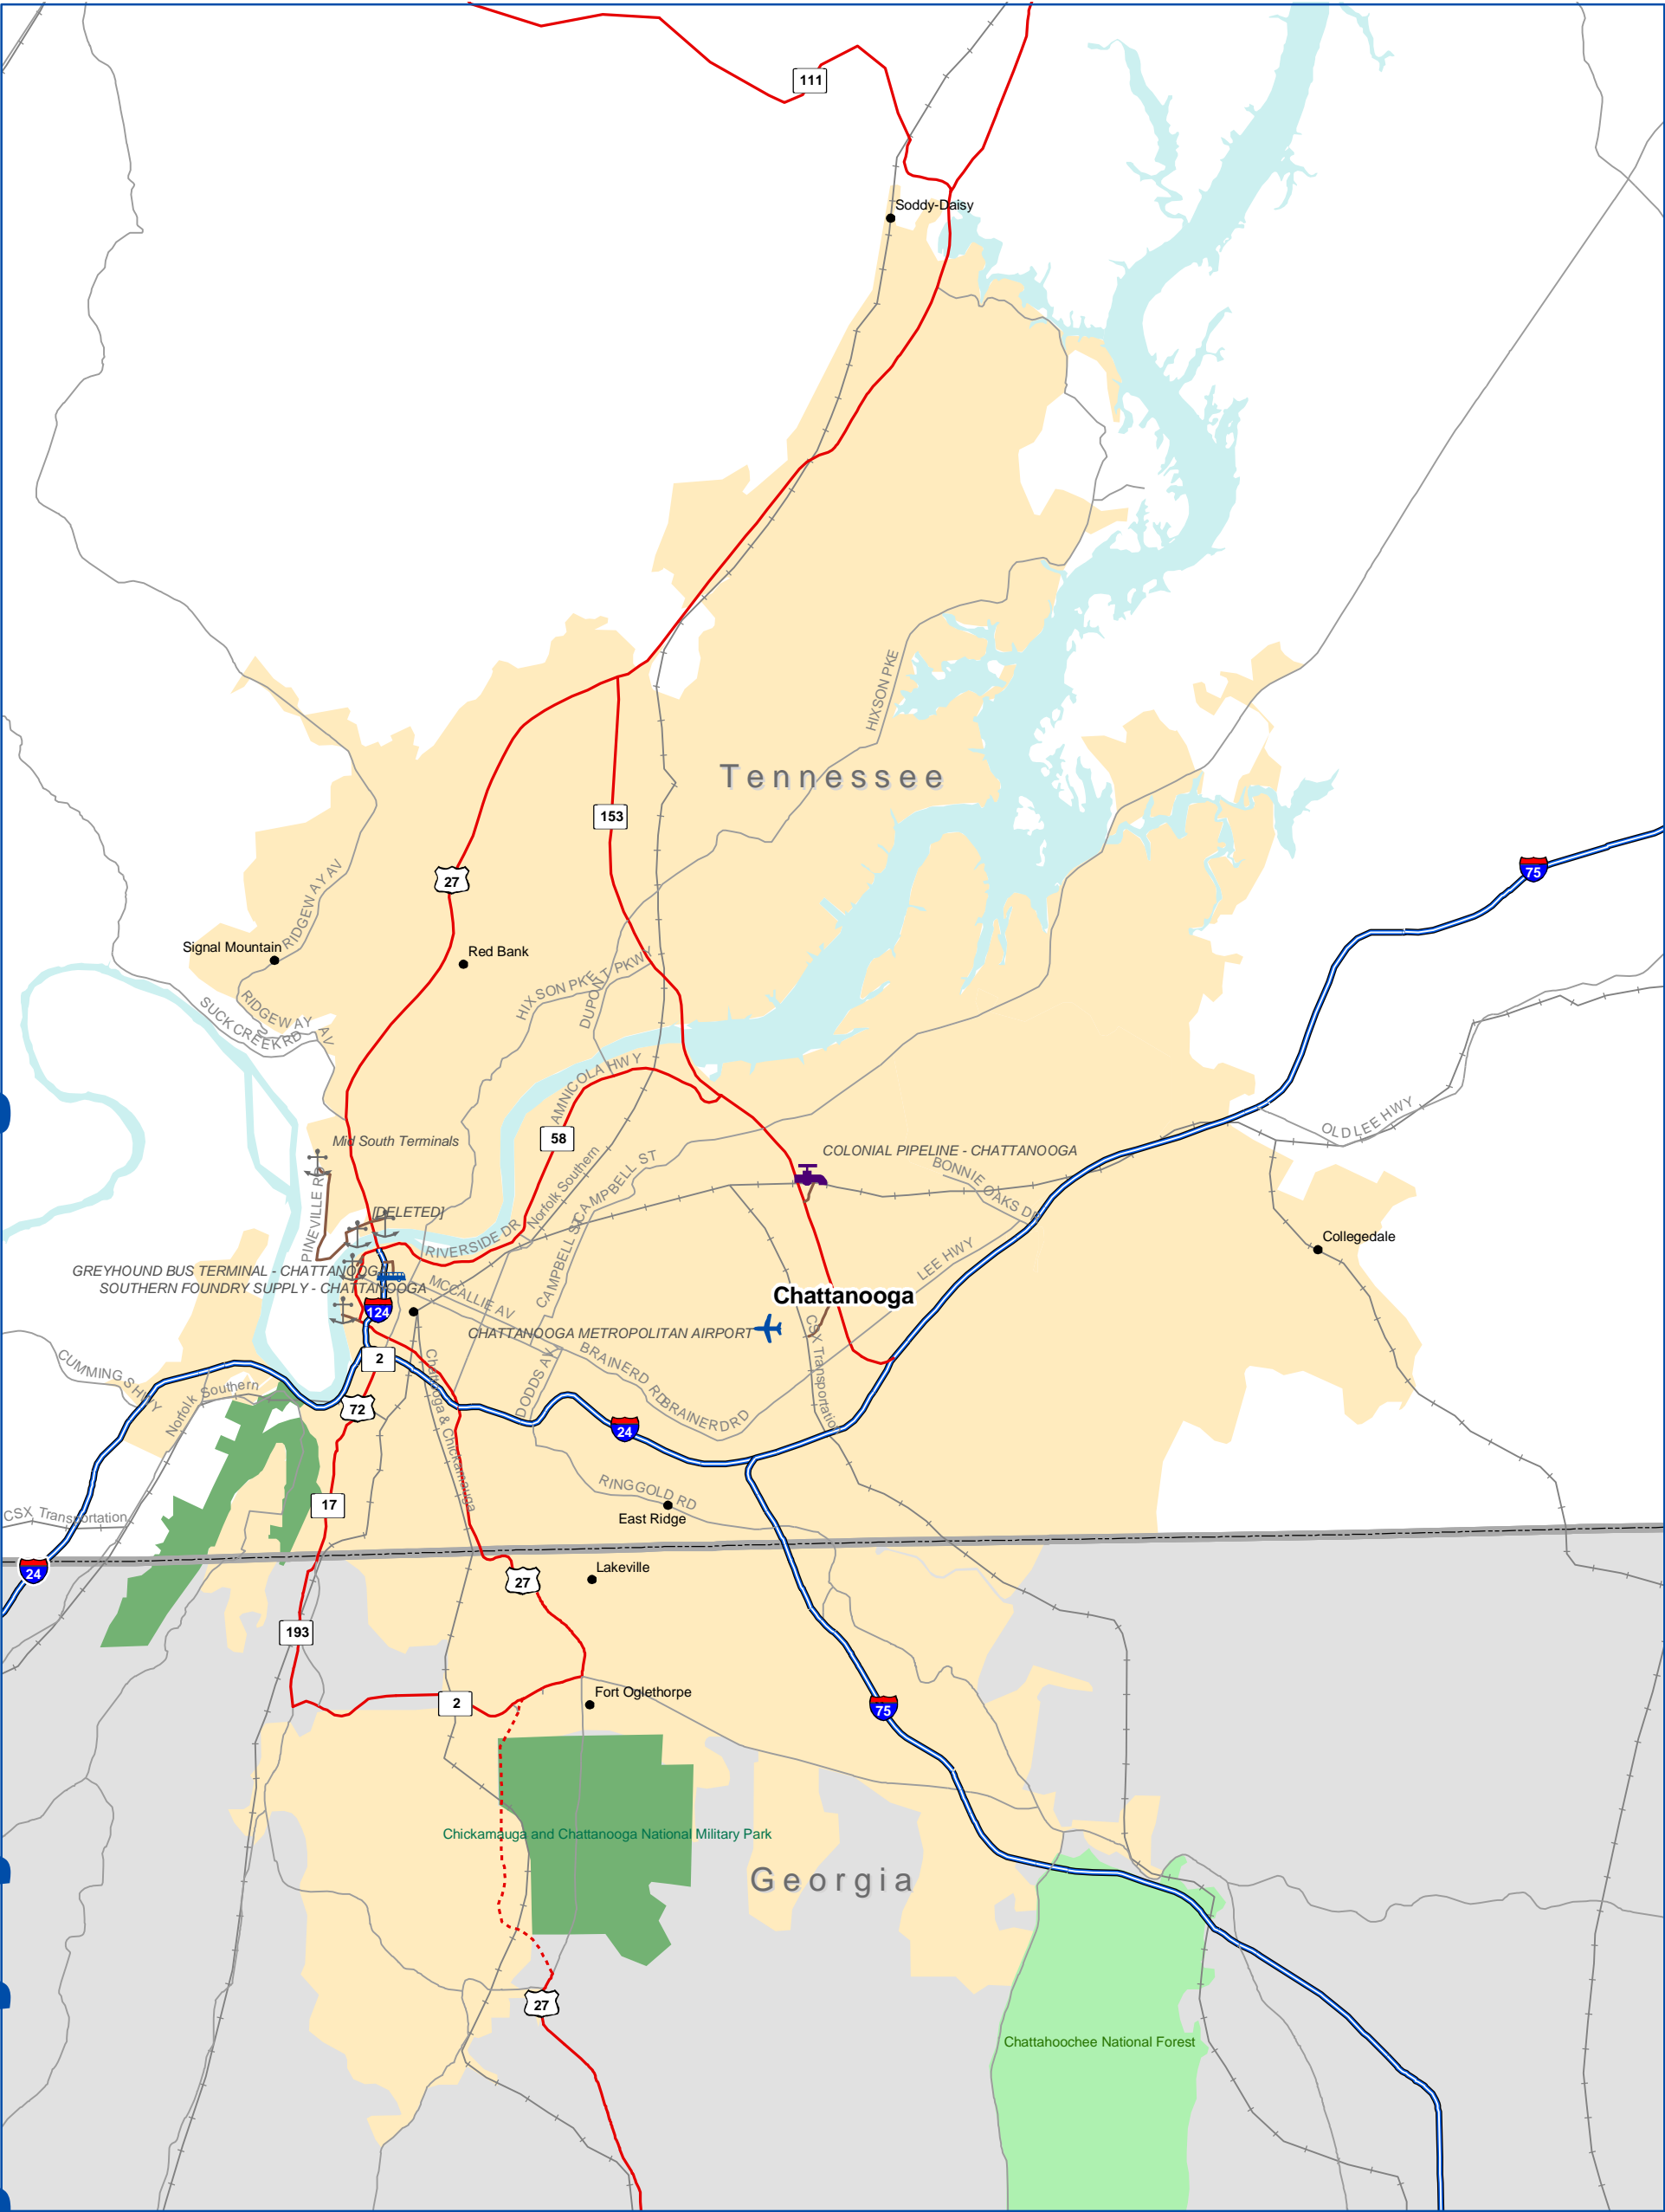 111
Soddy-Daisy
HIXSON PKE
Tennessee
153
75
27
RIDGEWAY AV
Signal Mountain
Red Bank
HIXSON PKE
DUPONT PKWY
RIDGEWAY AV
SUCK CREEK RD
AMNICOLA HWY
OLD LEE HWY
58
Mid South Terminals
COLONIAL PIPELINE - CHATTANOOGA
CAMPBELL ST
Norfolk Southern
BONNIE OAKS DR
PINEVILLE RD
[DELETED]
RIVERSIDE DR
CAMPBELL ST
Collegedale
LEE HWY
GREYHOUND BUS TERMINAL - CHATTANOOGA
SOUTHERN FOUNDRY SUPPLY - CHATTANOOGA
MCCALLIE AV
Chattanooga
124
CHATTANOOGA METROPOLITAN AIRPORT
CSX Transportation
2
CUMMINGS HWY
BRAINERD RD
DODDS AV
Norfolk Southern
72
BRAINERD RD
24
Chattooga & Chickamauga
RINGGOLD RD
17
CSX Transportation
East Ridge
24
Lakeville
27
193
Fort Oglethorpe
2
75
Chickamauga and Chattanooga National Military Park
Georgia
27
Chattahoochee National Forest